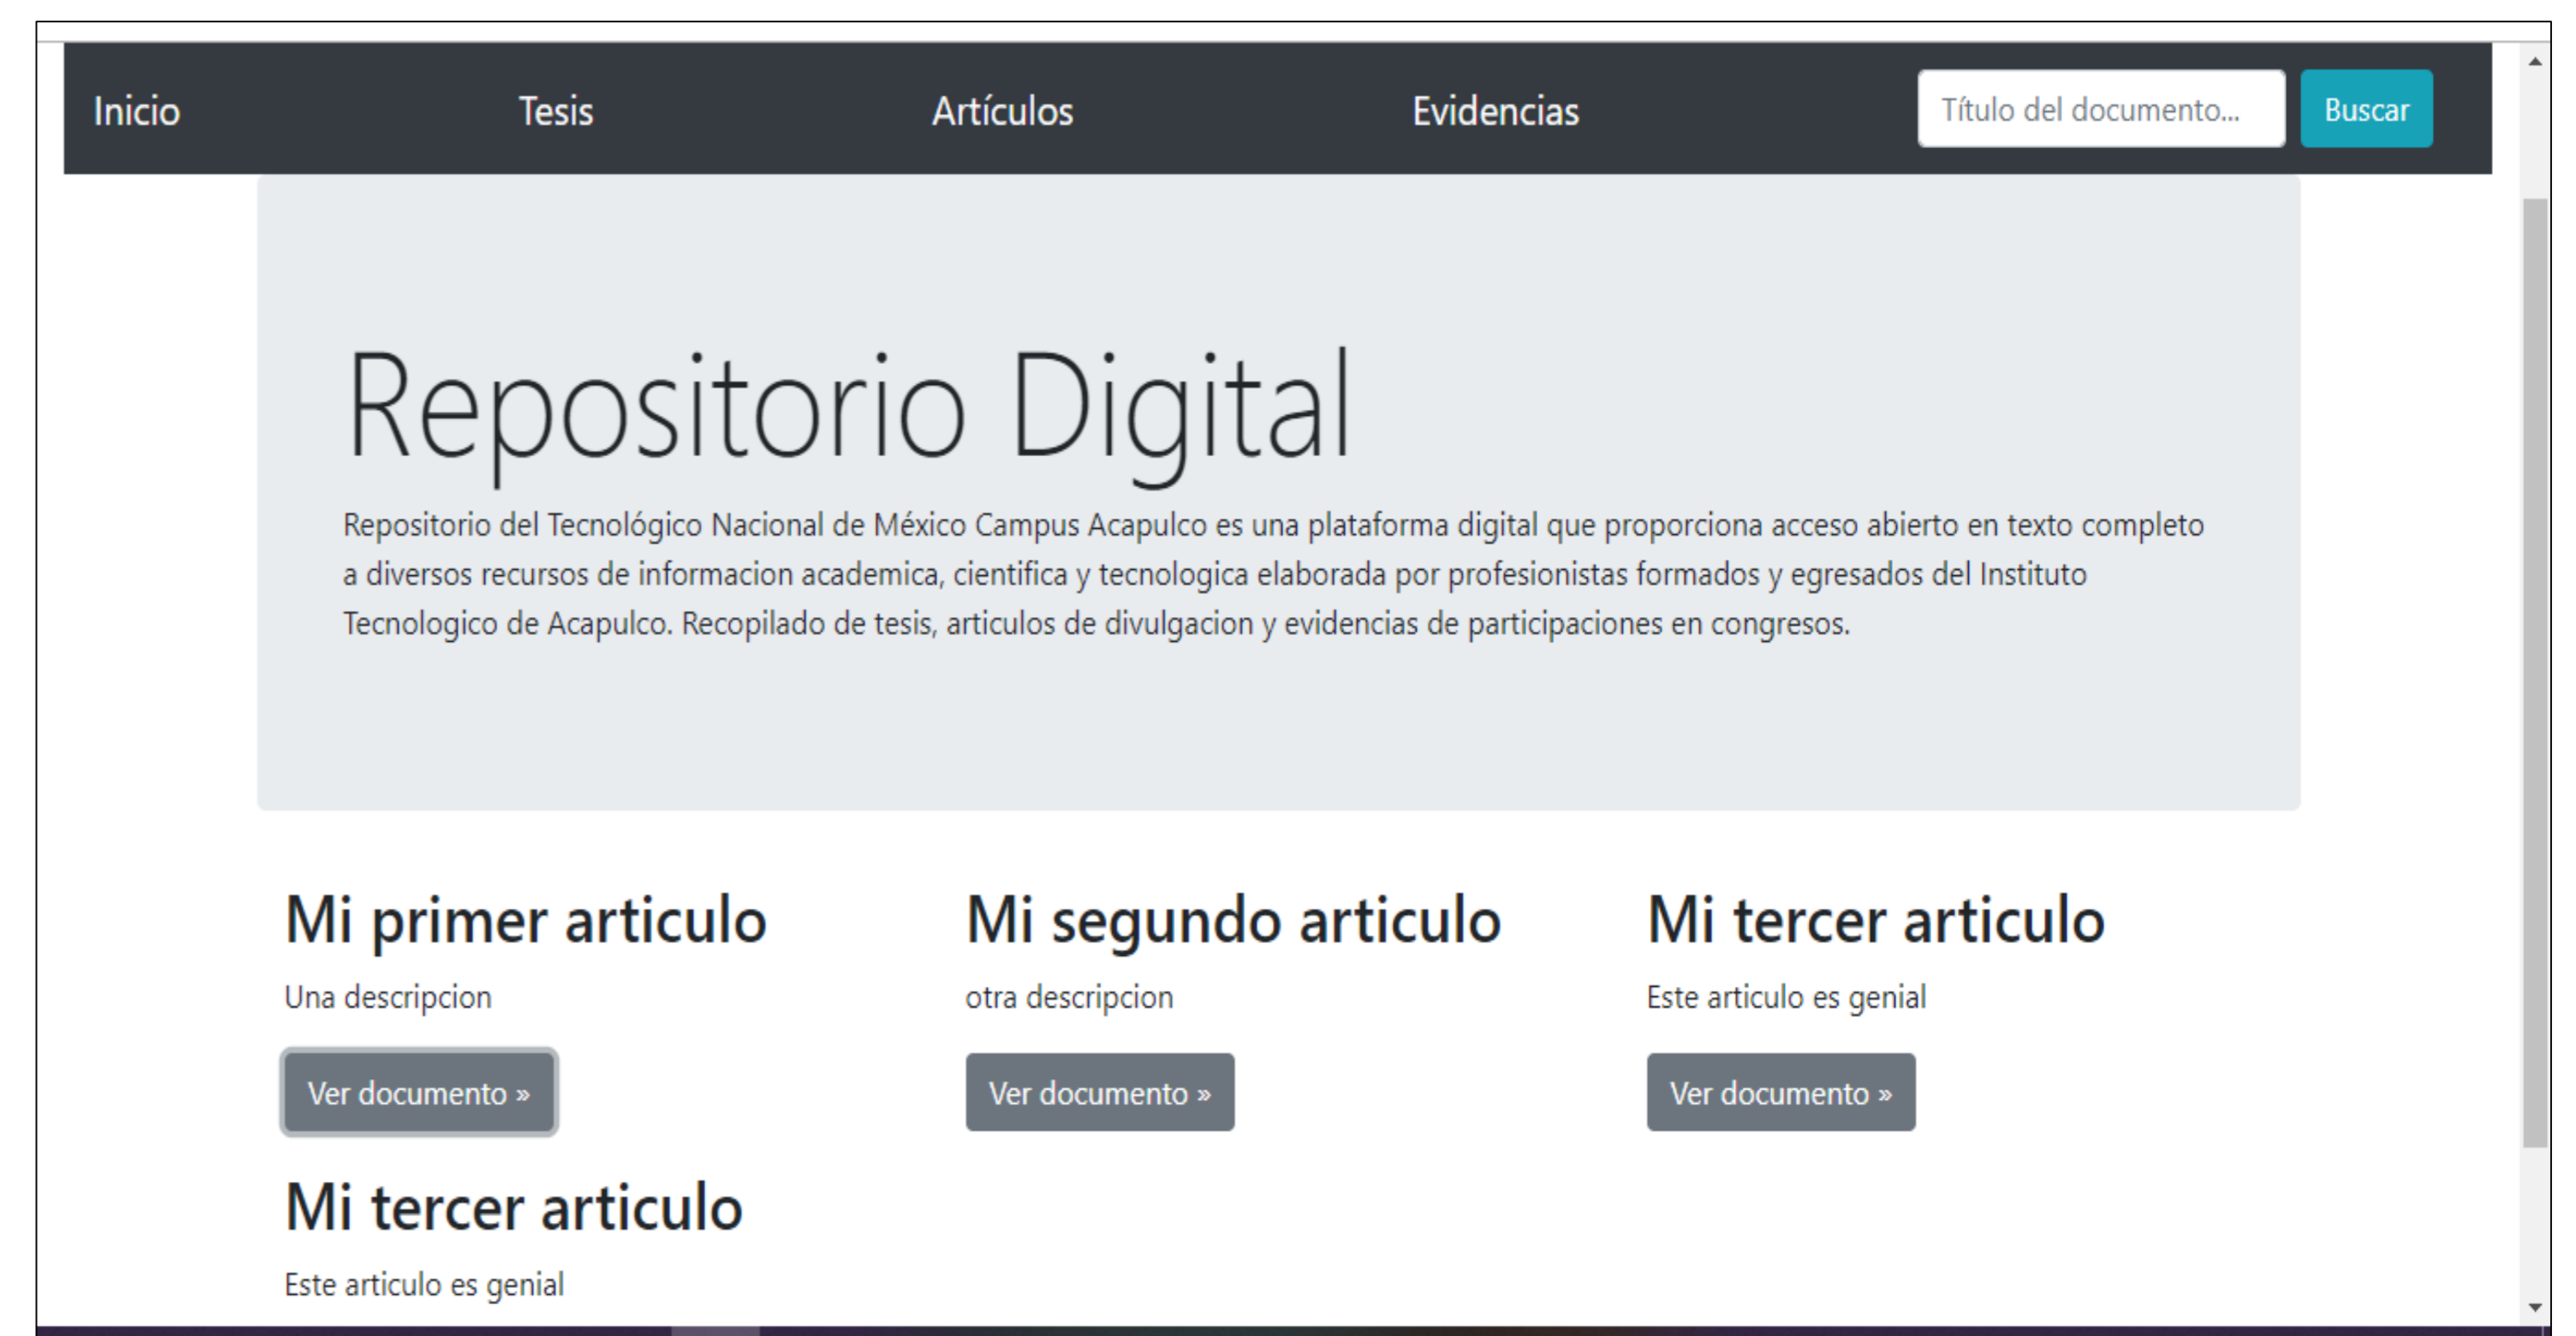 Inicio Tesis Artículos Evidencias Título del documento... Buscar
Repositorio Digital
Repositorio del Tecnológico Nacional de México Campus Acapulco es una plataforma digital que proporciona acceso abierto en texto completo
a diversos recursos de informacion academica, cientifica y tecnologica elaborada por profesionistas formados y egresados del Instituto
Tecnologico de Acapulco. Recopilado de tesis, articulos de divulgacion y evidencias de participaciones en congresos.
Mi primer articulo
Una descripcion
Ver documento »
Mi segundo articulo
otra descripcion
Ver documento »
Mi tercer articulo
Este articulo es genial
Ver documento »
Mi tercer articulo
Este articulo es genial